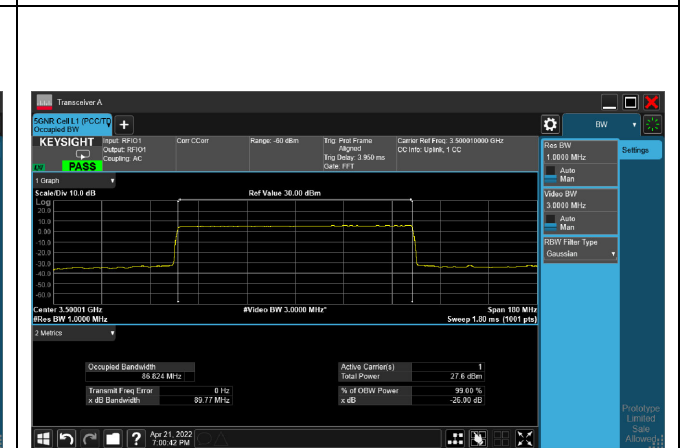 Transceiver A
5GNR Cell L1 (PCC/TD
Occupied BW
BW
KEYSIGHT
PASS
Input: RFIO1
Output: RFIO1
Coupling: AC
Corr CCorr
Range: -60 dBm
Trig: Prot Frame
Aligned
Trig Delay: 3.950 ms
Gate: FFT
Carrier Ref Freq: 3.500010000 GHz
CC Info: Uplink, 1 CC
Res BW
1.0000 MHz
Auto
Man
Settings
Video BW
3.0000 MHz
Auto
Man
RBW Filter Type
Gaussian
1 Graph
Scale/Div 10.0 dB
Ref Value 30.00 dBm
Log
20.0
10.0
0.00
-10.0
-20.0
-30.0
-40.0
-50.0
-60.0
Center 3.50001 GHz
#Video BW 3.0000 MHz*
Span 180 MHz
#Res BW 1.0000 MHz
Sweep 1.80 ms (1001 pts)
2 Metrics
Occupied Bandwidth
86.824 MHz
Active Carrier(s) 1
Total Power 27.6 dBm
Transmit Freq Error 0 Hz
x dB Bandwidth 89.77 MHz
% of OBW Power 99.00 %
x dB -26.00 dB
Prototype
Limited
Sale
Allowed
Apr 21, 2022
7:00:42 PM